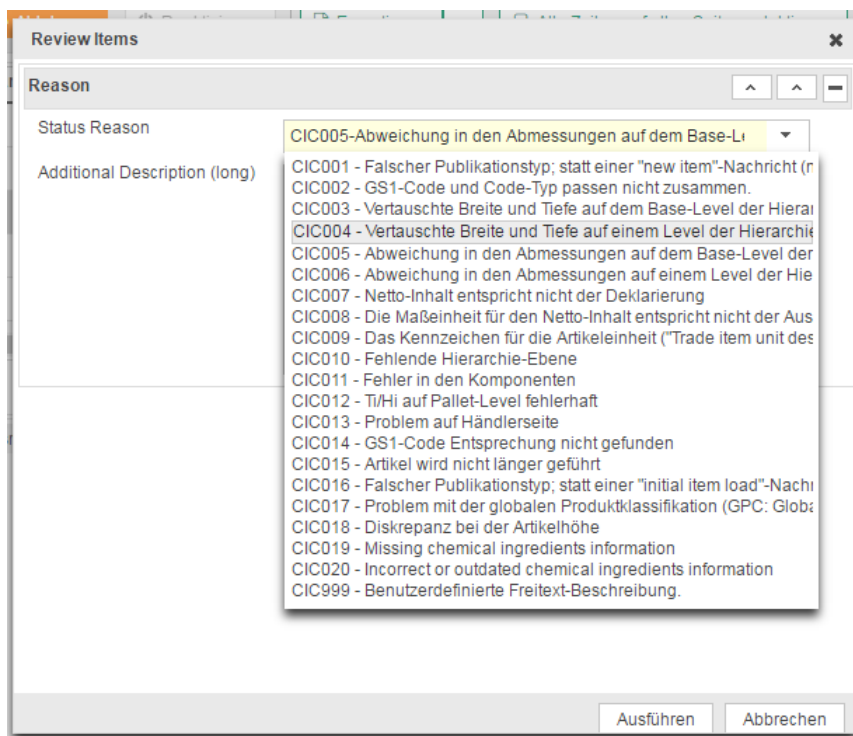 Review Items
Reason
Status Reason
CIC005-Abweichung in den Abmessungen auf dem Base-Le
Additional Description (long)
CIC001 - Falscher Publikationstyp; statt einer "new item"-Nachricht (n
CIC002 - GS1-Code und Code-Typ passen nicht zusammen.
CIC003 - Vertauschte Breite und Tiefe auf dem Base-Level der Hierar
CIC004 - Vertauschte Breite und Tiefe auf einem Level der Hierarchie
CIC005 - Abweichung in den Abmessungen auf dem Base-Level der
CIC006 - Abweichung in den Abmessungen auf einem Level der Hie
CIC007 - Netto-Inhalt entspricht nicht der Deklarierung
CIC008 - Die Maßeinheit für den Netto-Inhalt entspricht nicht der Aus
CIC009 - Das Kennzeichen für die Artikeleinheit ("Trade item unit des
CIC010 - Fehlende Hierarchie-Ebene
CIC011 - Fehler in den Komponenten
CIC012 - Ti/Hi auf Pallet-Level fehlerhaft
CIC013 - Problem auf Händlerseite
CIC014 - GS1-Code Entsprechung nicht gefunden
CIC015 - Artikel wird nicht länger geführt
CIC016 - Falscher Publikationstyp; statt einer "initial item load"-Nachr
CIC017 - Problem mit der globalen Produktklassifikation (GPC: Globa
CIC018 - Diskrepanz bei der Artikelhöhe
CIC019 - Missing chemical ingredients information
CIC020 - Incorrect or outdated chemical ingredients information
CIC999 - Benutzerdefinierte Freitext-Beschreibung.
Ausführen
Abbrechen